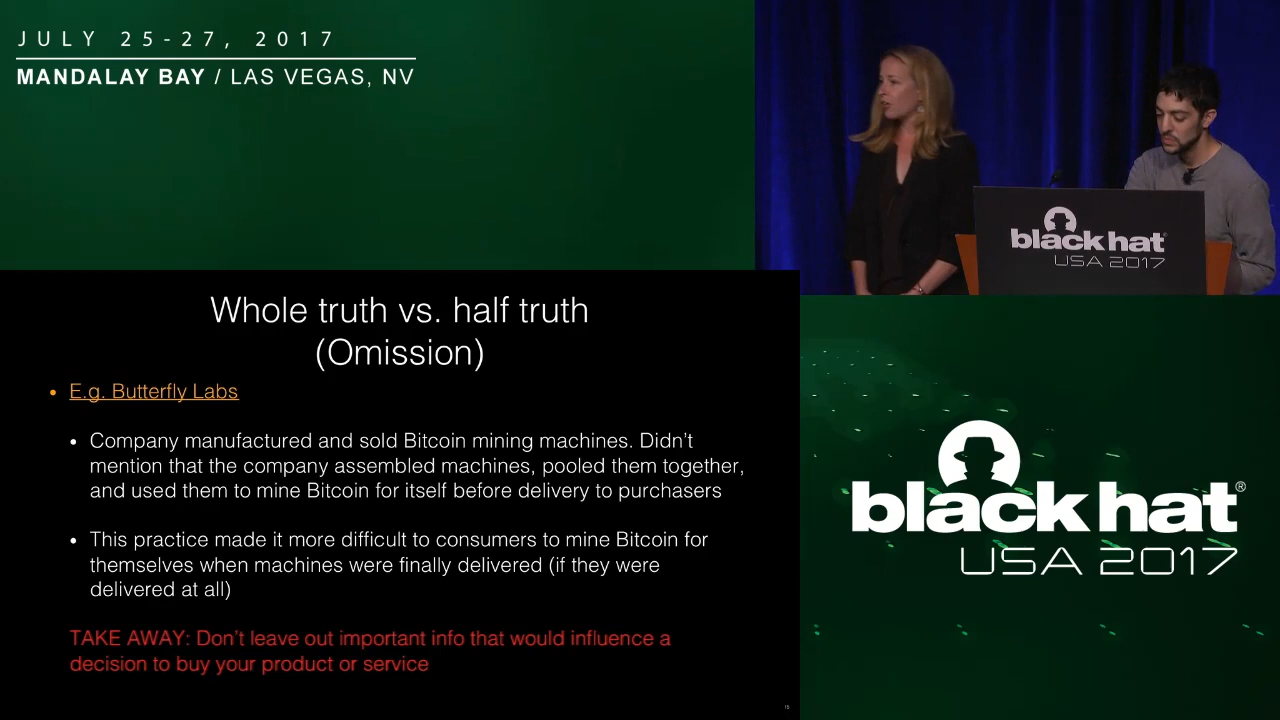 JULY 25-27, 2017
MANDALAY BAY / LAS VEGAS, NV
black hat®
USA 2017
Whole truth vs. half truth
(Omission)
• E.g. Butterfly Labs
• Company manufactured and sold Bitcoin mining machines. Didn't
mention that the company assembled machines, pooled them together,
and used them to mine Bitcoin for itself before delivery to purchasers
• This practice made it more difficult to consumers to mine Bitcoin for
themselves when machines were finally delivered (if they were
delivered at all)
TAKE AWAY: Don't leave out important info that would influence a
decision to buy your product or service
black hat®
USA 2017